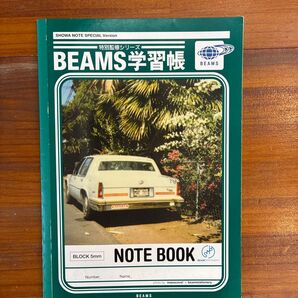 SHOWA NOTE SPECIAL Version
特別監修シリーズ
BEAMS学習帳
BEAMS
BLOCK 5mm
NOTE BOOK
Number
Name
BEAMS